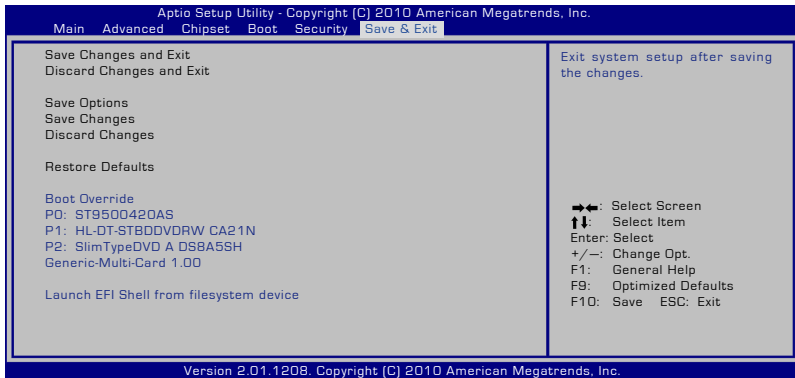 Aptio Setup Utility - Copyright (C) 2010 American Megatrends, Inc.
Main Advanced Chipset Boot Security Save & Exit
Save Changes and Exit
Discard Changes and Exit
Save Options
Save Changes
Discard Changes
Restore Defaults
Boot Override
P0: ST9500420AS
P1: HL-DT-STBDDVDRW CA21N
P2: SlimTypeDVD A DS8A5SH
Generic-Multi-Card 1.00
Launch EFI Shell from filesystem device
Exit system setup after saving
the changes.
→←: Select Screen
↑↓: Select Item
Enter: Select
+/—: Change Opt.
F1: General Help
F9: Optimized Defaults
F10: Save ESC: Exit
Version 2.01.1208. Copyright (C) 2010 American Megatrends, Inc.